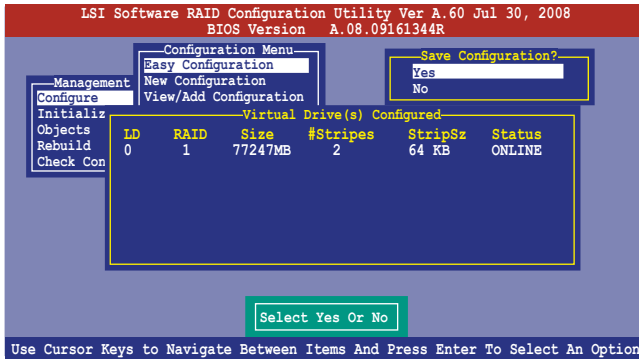 LSI Software RAID Configuration Utility Ver A.60 Jul 30, 2008
BIOS Version A.08.09161344R
Configuration Menu
Easy Configuration
New Configuration
View/Add Configuration
Save Configuration?
Yes
No
Management
Configure
Initializ
Objects
Rebuild
Check Con
Virtual Drive(s) Configured
LD RAID Size #Stripes StripSz Status
0 1 77247MB 2 64 KB ONLINE
Select Yes Or No
Use Cursor Keys to Navigate Between Items And Press Enter To Select An Option